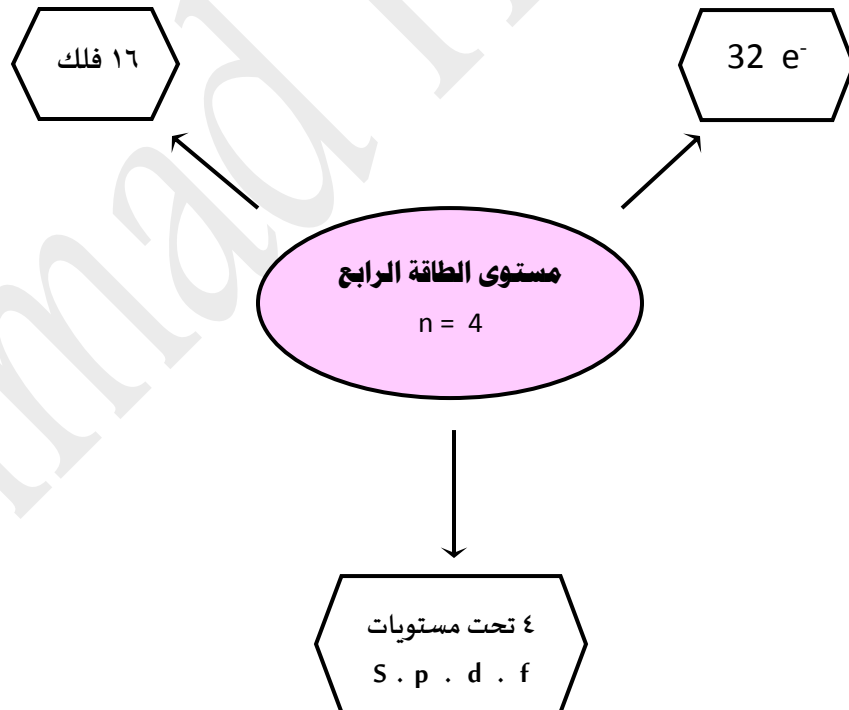 ١٦ فلك
32 e⁻
مستوى الطاقة الرابع
n = 4
٤ تحت مستويات
S . p . d . f